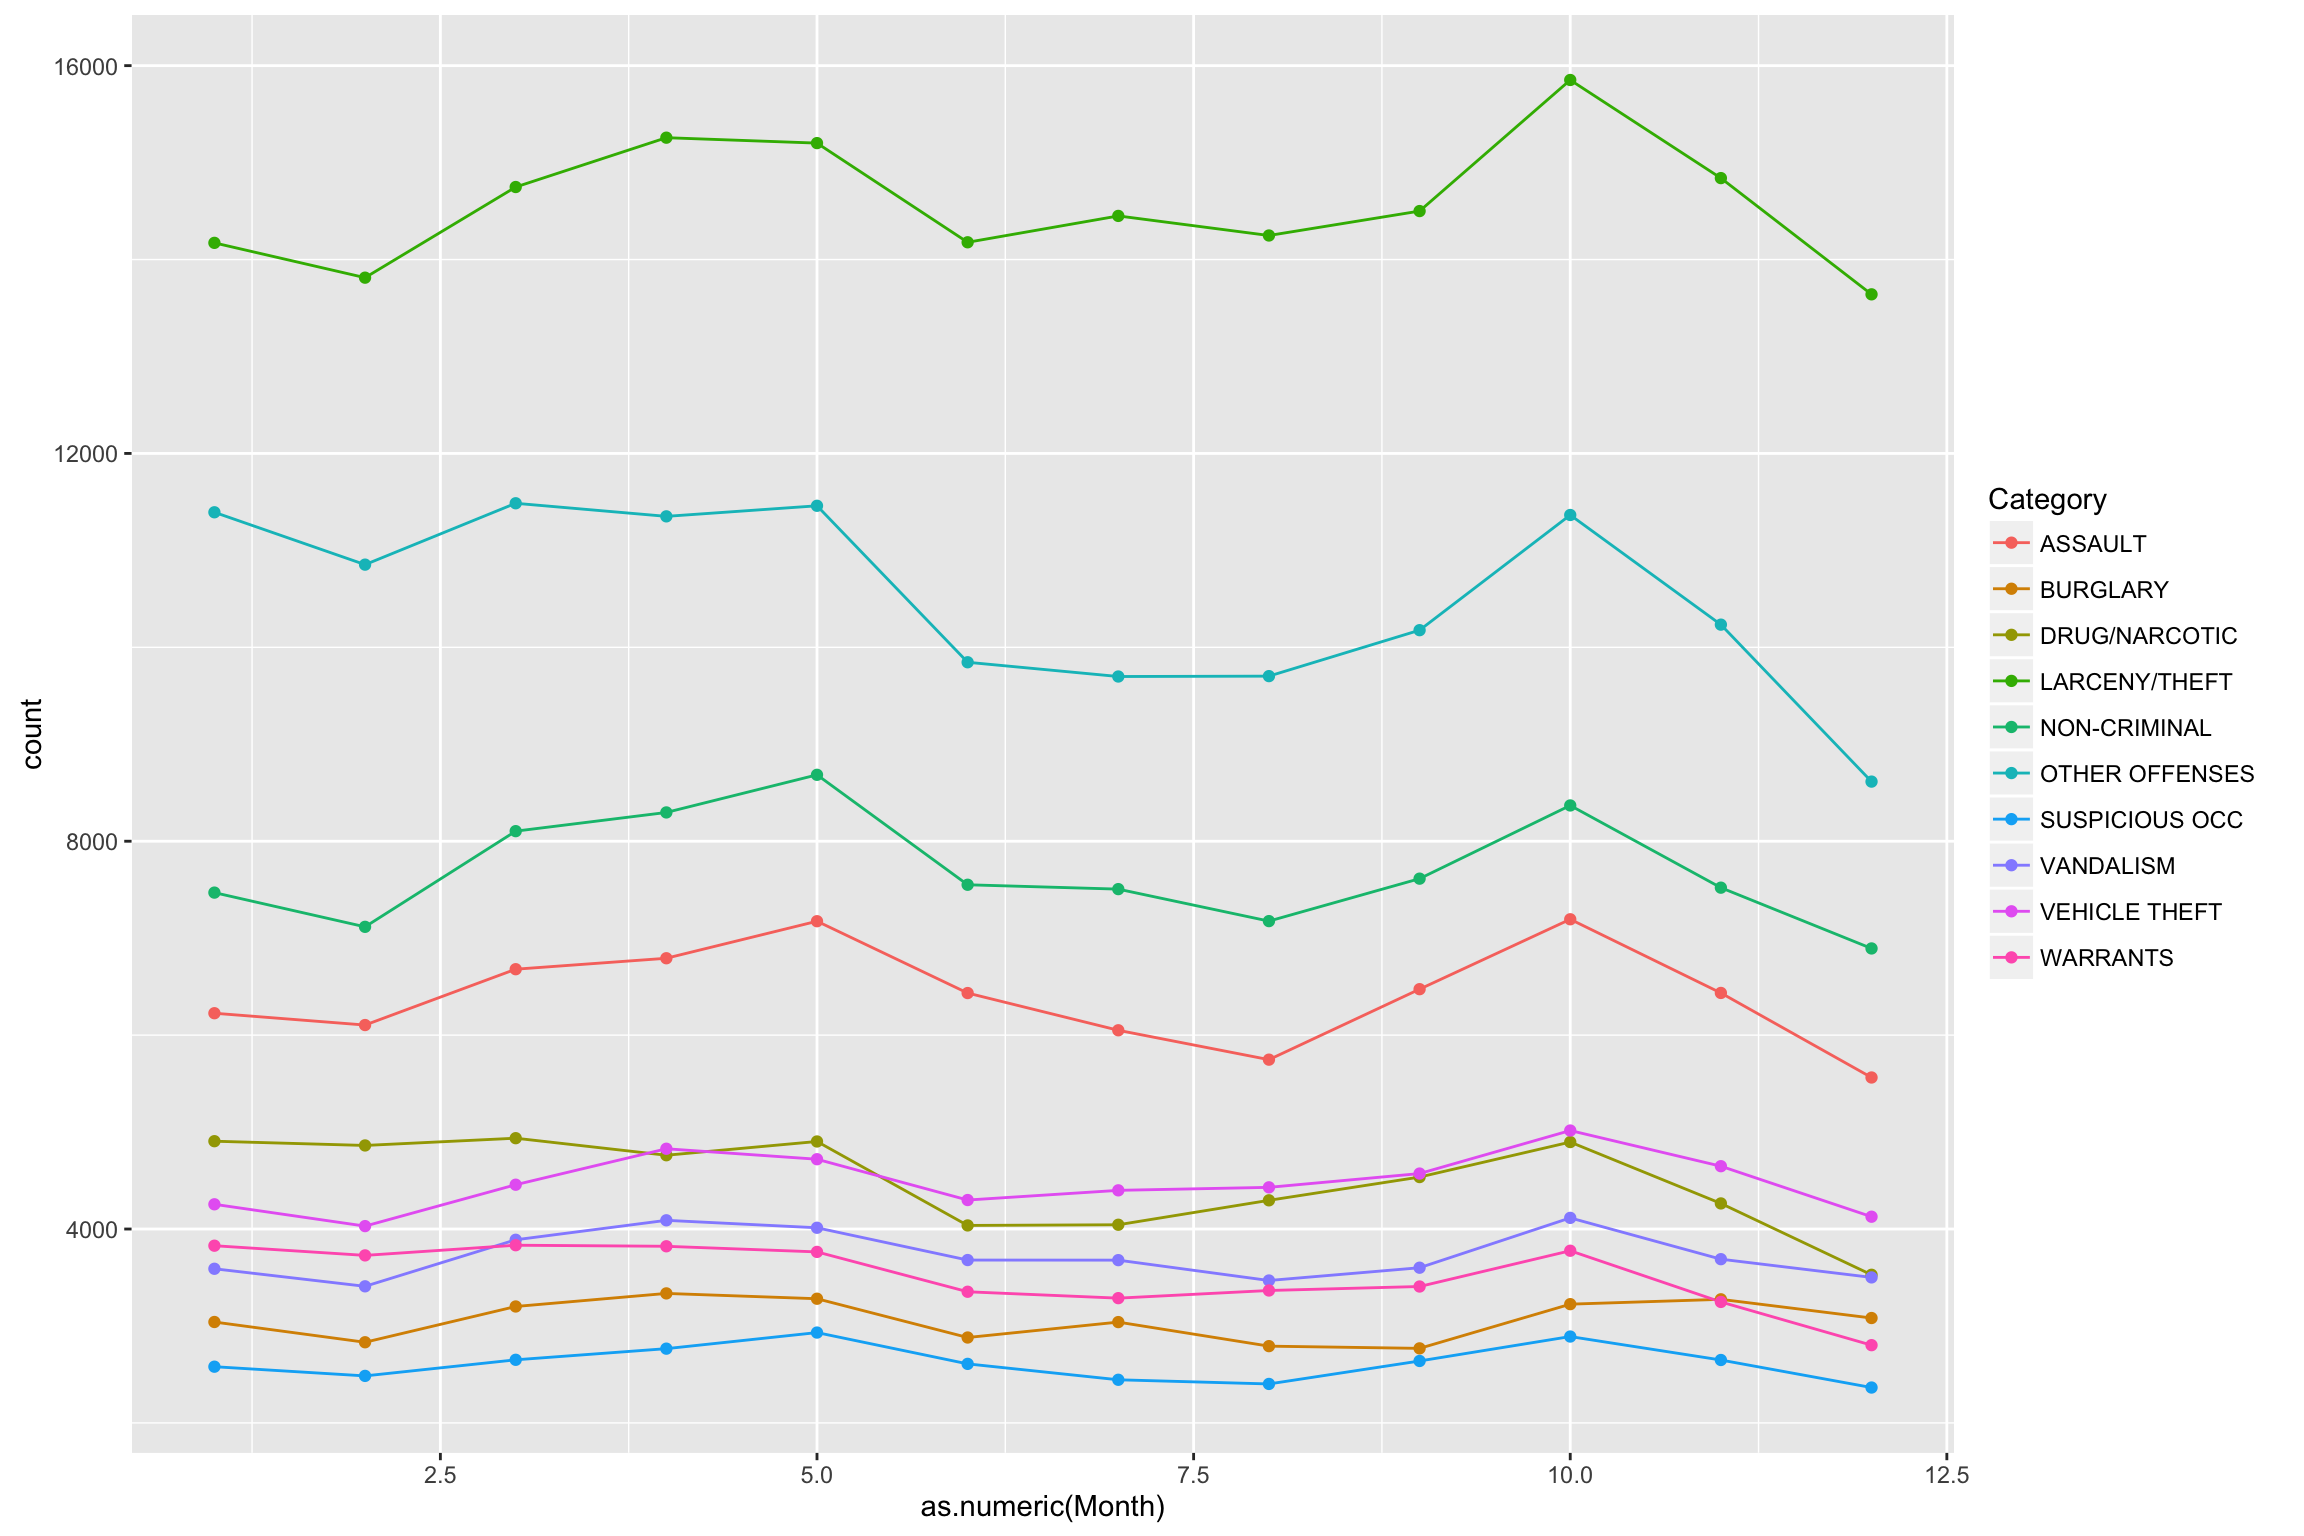 16000
12000
8000
4000
count
2.5
5.0
7.5
10.0
12.5
as.numeric(Month)
Category
ASSAULT
BURGLARY
DRUG/NARCOTIC
LARCENY/THEFT
NON-CRIMINAL
OTHER OFFENSES
SUSPICIOUS OCC
VANDALISM
VEHICLE THEFT
WARRANTS